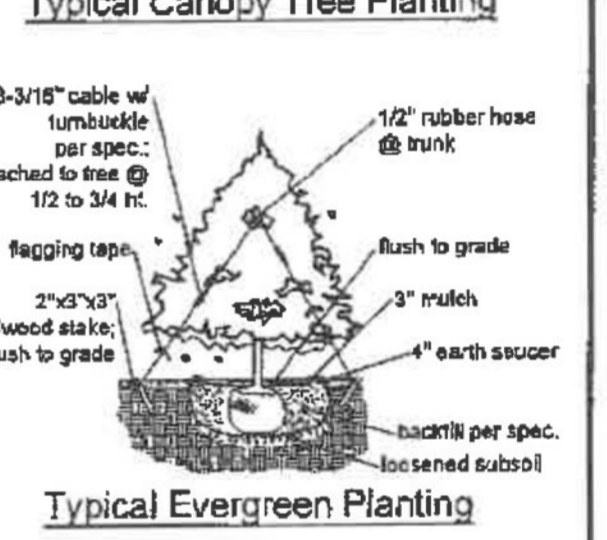 Typical Canopy Tree Planting
3-3/16" cable w/
turnbuckle
per spec.;
ached to tree @
1/2 to 3/4 ht.
flagging tape
2"x3"x3"
wood stake;
ush to grade
1/2" rubber hose
@ trunk
flush to grade
3" mulch
4" earth saucer
backfill per spec.
loosened subsoil
Typical Evergreen Planting